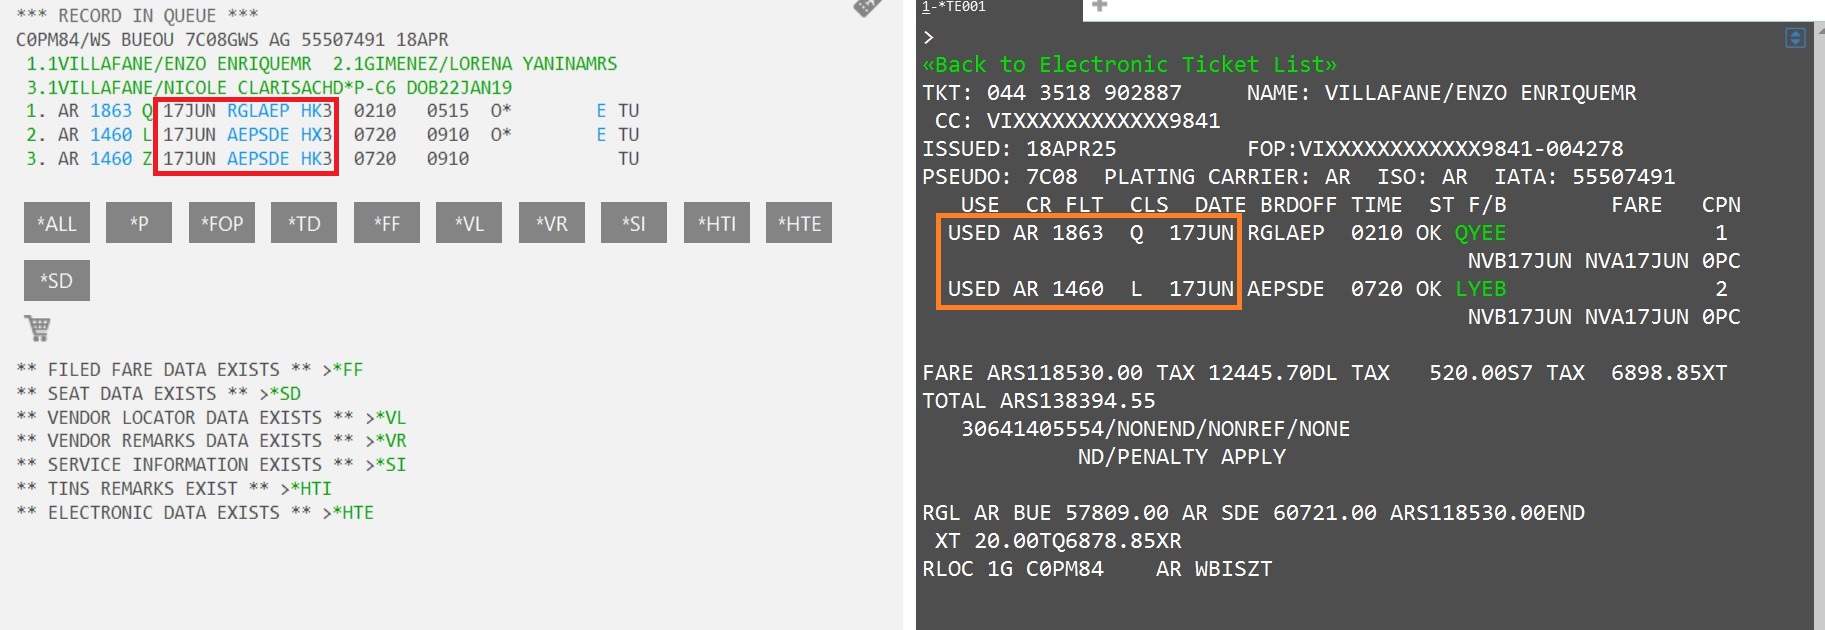 *** RECORD IN QUEUE ***
C0PM84/WS BUEOU 7C08GWS AG 55507491 18APR
1.1VILLAFANE/ENZO ENRIQUEMR 2.1GIMENEZ/LORENA YANINAMRS
3.1VILLAFANE/NICOLE CLARISACHD*P-C6 DOB22JAN19
1. AR 1863 Q 17JUN RGLAEP HK3 0210 0515 O* E TU
2. AR 1460 L 17JUN AEPSDE HX3 0720 0910 O* E TU
3. AR 1460 Z 17JUN AEPSDE HK3 0720 0910 TU
*ALL *P *FOP *TD *FF *VL *VR *SI *HTI *HTE
*SD
** FILED FARE DATA EXISTS ** >*FF
** SEAT DATA EXISTS ** >*SD
** VENDOR LOCATOR DATA EXISTS ** >*VL
** VENDOR REMARKS DATA EXISTS ** >*VR
** SERVICE INFORMATION EXISTS ** >*SI
** TINS REMARKS EXIST ** >*HTI
** ELECTRONIC DATA EXISTS ** >*HTE
1-*TE001
>
«Back to Electronic Ticket List»
TKT: 044 3518 902887 NAME: VILLAFANE/ENZO ENRIQUEMR
CC: VIXXXXXXXXXXXX9841
ISSUED: 18APR25 FOP:VIXXXXXXXXXXXX9841-004278
PSEUDO: 7C08 PLATING CARRIER: AR ISO: AR IATA: 55507491
USE CR FLT CLS DATE BRDOFF TIME ST F/B FARE CPN
USED AR 1863 Q 17JUN RGLAEP 0210 OK QYEE 1
NVB17JUN NVA17JUN 0PC
USED AR 1460 L 17JUN AEPSDE 0720 OK LYEB 2
NVB17JUN NVA17JUN 0PC
FARE ARS118530.00 TAX 12445.70DL TAX 520.00S7 TAX 6898.85XT
TOTAL ARS138394.55
30641405554/NONEND/NONREF/NONE
ND/PENALTY APPLY
RGL AR BUE 57809.00 AR SDE 60721.00 ARS118530.00END
XT 20.00TQ6878.85XR
RLOC 1G C0PM84 AR WBISZT